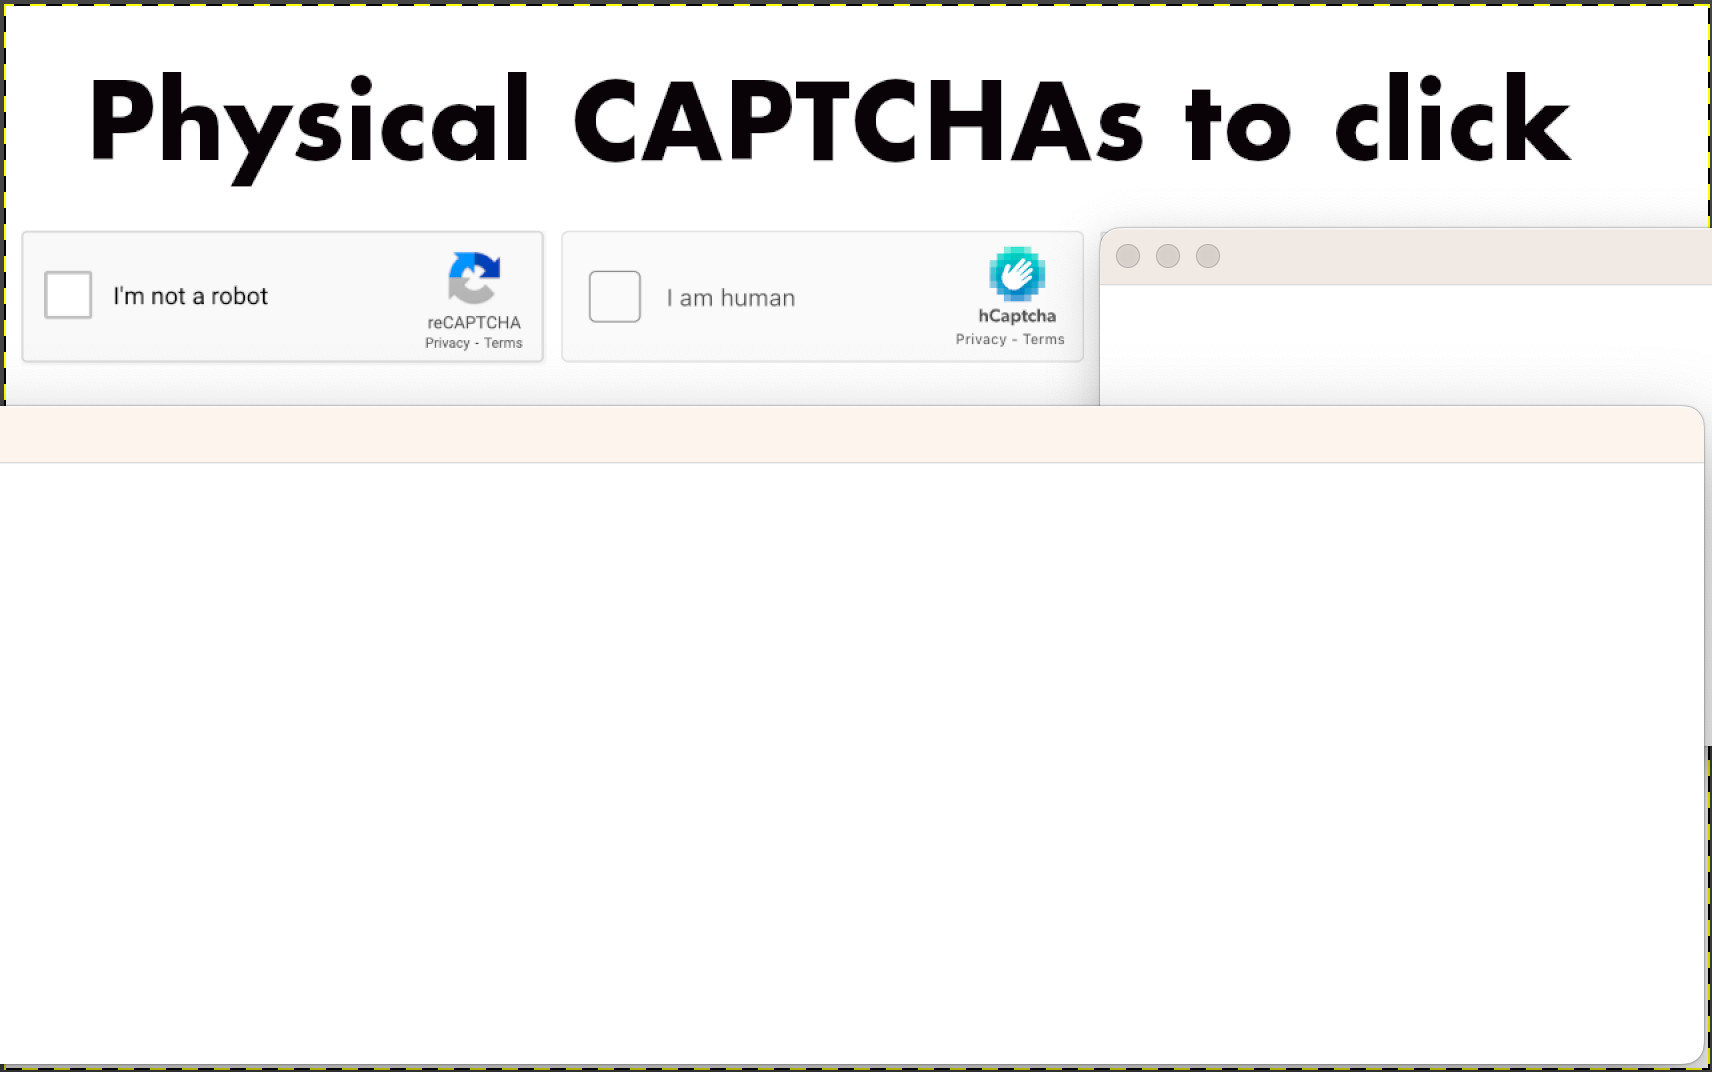 Physical CAPTCHAs to click
I'm not a robot
reCAPTCHA
Privacy - Terms
I am human
hCaptcha
Privacy - Terms